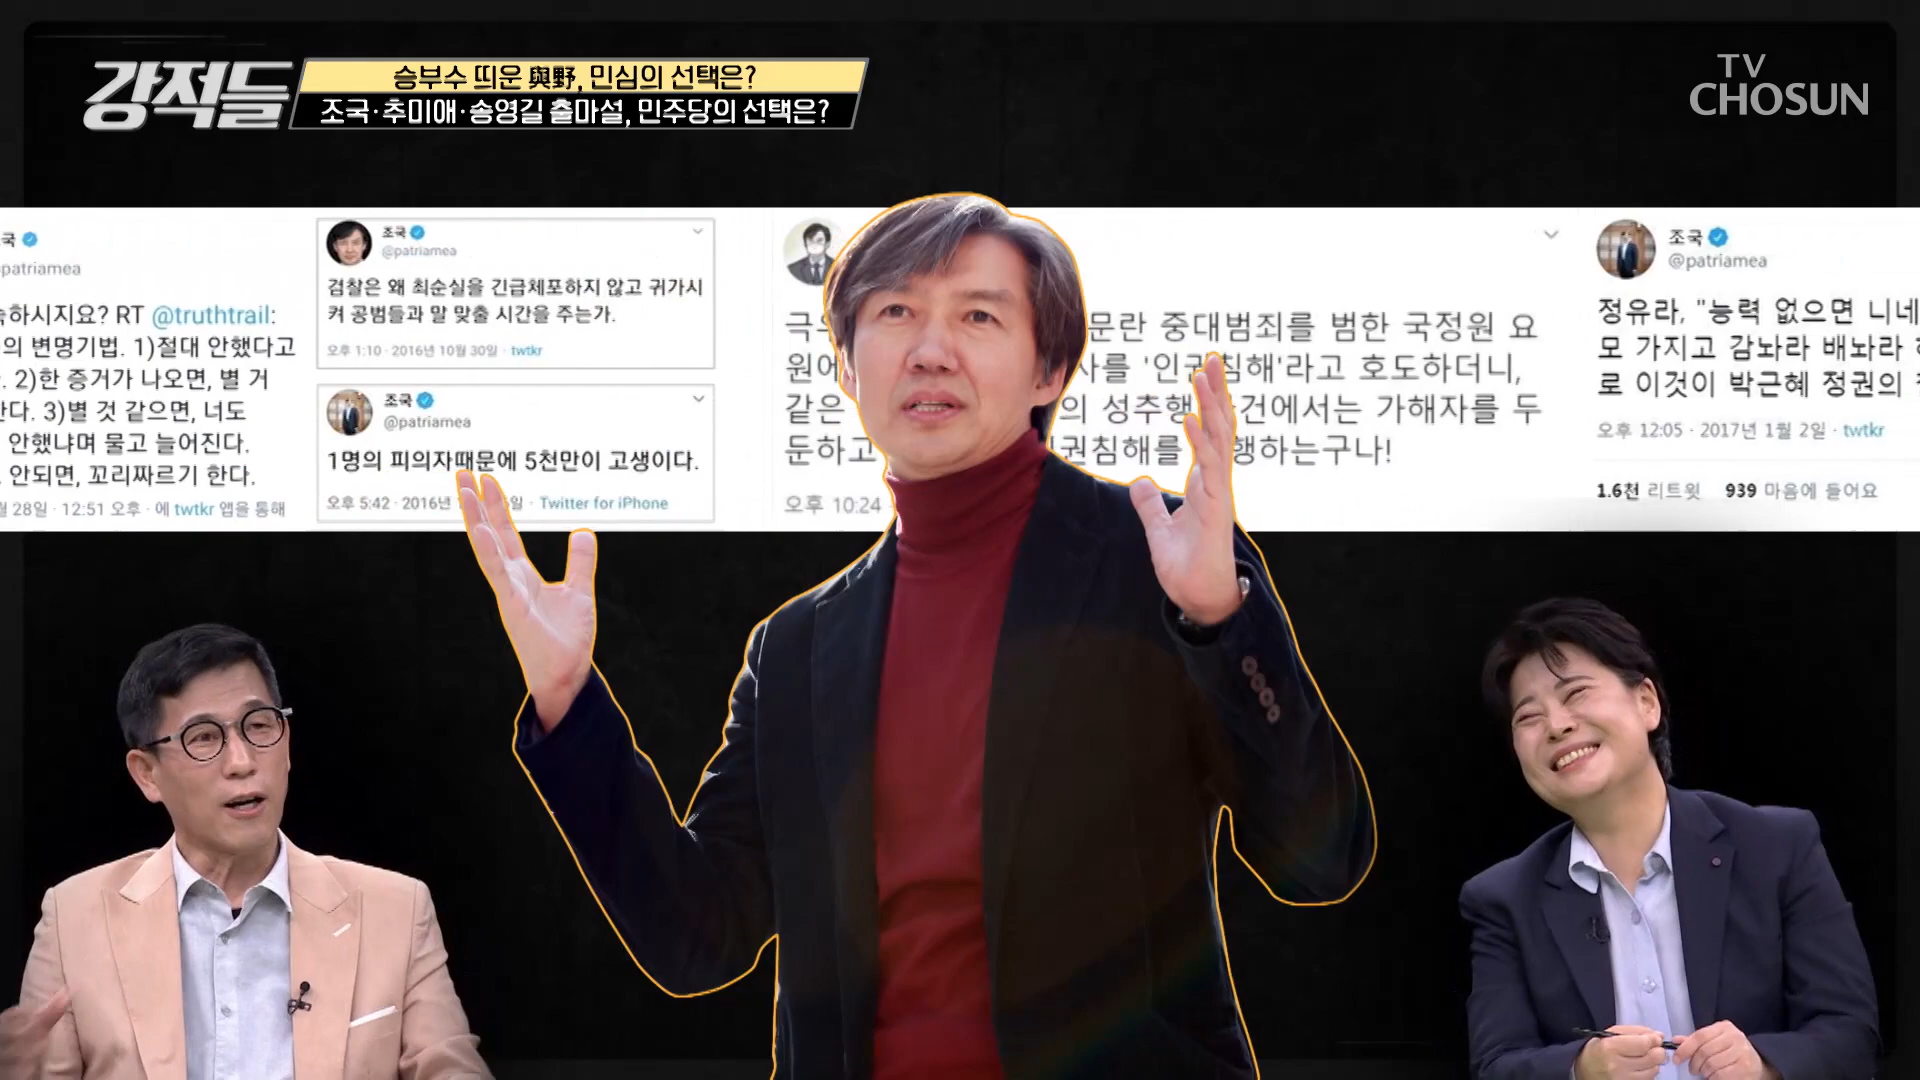 강적들
승부수 띄운 與野, 민심의 선택은?
조국·추미애·송영길 출마설, 민주당의 선택은?
TV
CHOSUN
국
patriamea
하시지요? RT @truthtrail:
의 변명기법. 1)절대 안했다고
. 2)한 증거가 나오면, 별 거
다. 3)별 것 같으면, 너도
안했냐며 물고 늘어진다.
안되면, 꼬리짜르기 한다.
월 28일 · 12:51 오후 · 에 twtkr 앱을 통해
조국
@patriamea
검찰은 왜 최순실을 긴급체포하지 않고 귀가시
켜 공범들과 말 맞출 시간을 주는가.
오후 1:10 · 2016년 10월 30일 · twtkr
조국
@patriamea
1명의 피의자때문에 5천만이 고생이다.
오후 5:42 · 2016년 일 · Twitter for iPhone
극 문란 중대범죄를 범한 국정원 요
원에 사를 '인권침해'라고 호도하더니,
같은 의 성추행 건에서는 가해자를 두
둔하고 권침해를 행하는구나!
오후 10:24
조국
@patriamea
정유라, "능력 없으면 니네
모 가지고 감놔라 배놔라
로 이것이 박근혜 정권의
오후 12:05 · 2017년 1월 2일 · twtkr
1.6천 리트윗 939 마음에 들어요